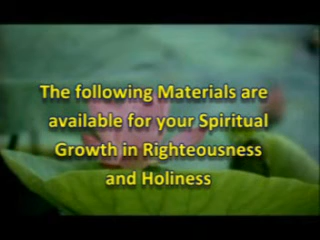 The following Materials are
available for your Spiritual
Growth in Righteousness
and Holiness